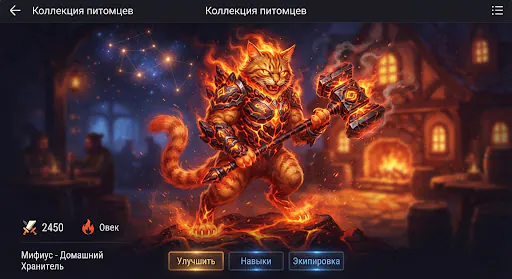 Коллекция питомцев
Коллекция питомцев
2450
Овек
Мифиус - Домашний
Хранитель
Улучшить
Навыки
Экипировка